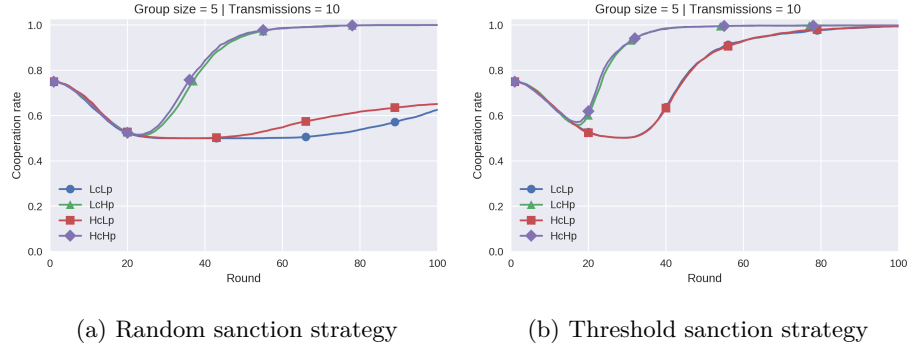 Group size = 5 | Transmissions = 10
1.0
0.8
0.6
0.4
0.2
0.0
Cooperation rate
LcLp
LcHp
HcLp
HcHp
0 20 40 60 80 100
Round
(a) Random sanction strategy
Group size = 5 | Transmissions = 10
1.0
0.8
0.6
0.4
0.2
0.0
Cooperation rate
LcLp
LcHp
HcLp
HcHp
0 20 40 60 80 100
Round
(b) Threshold sanction strategy